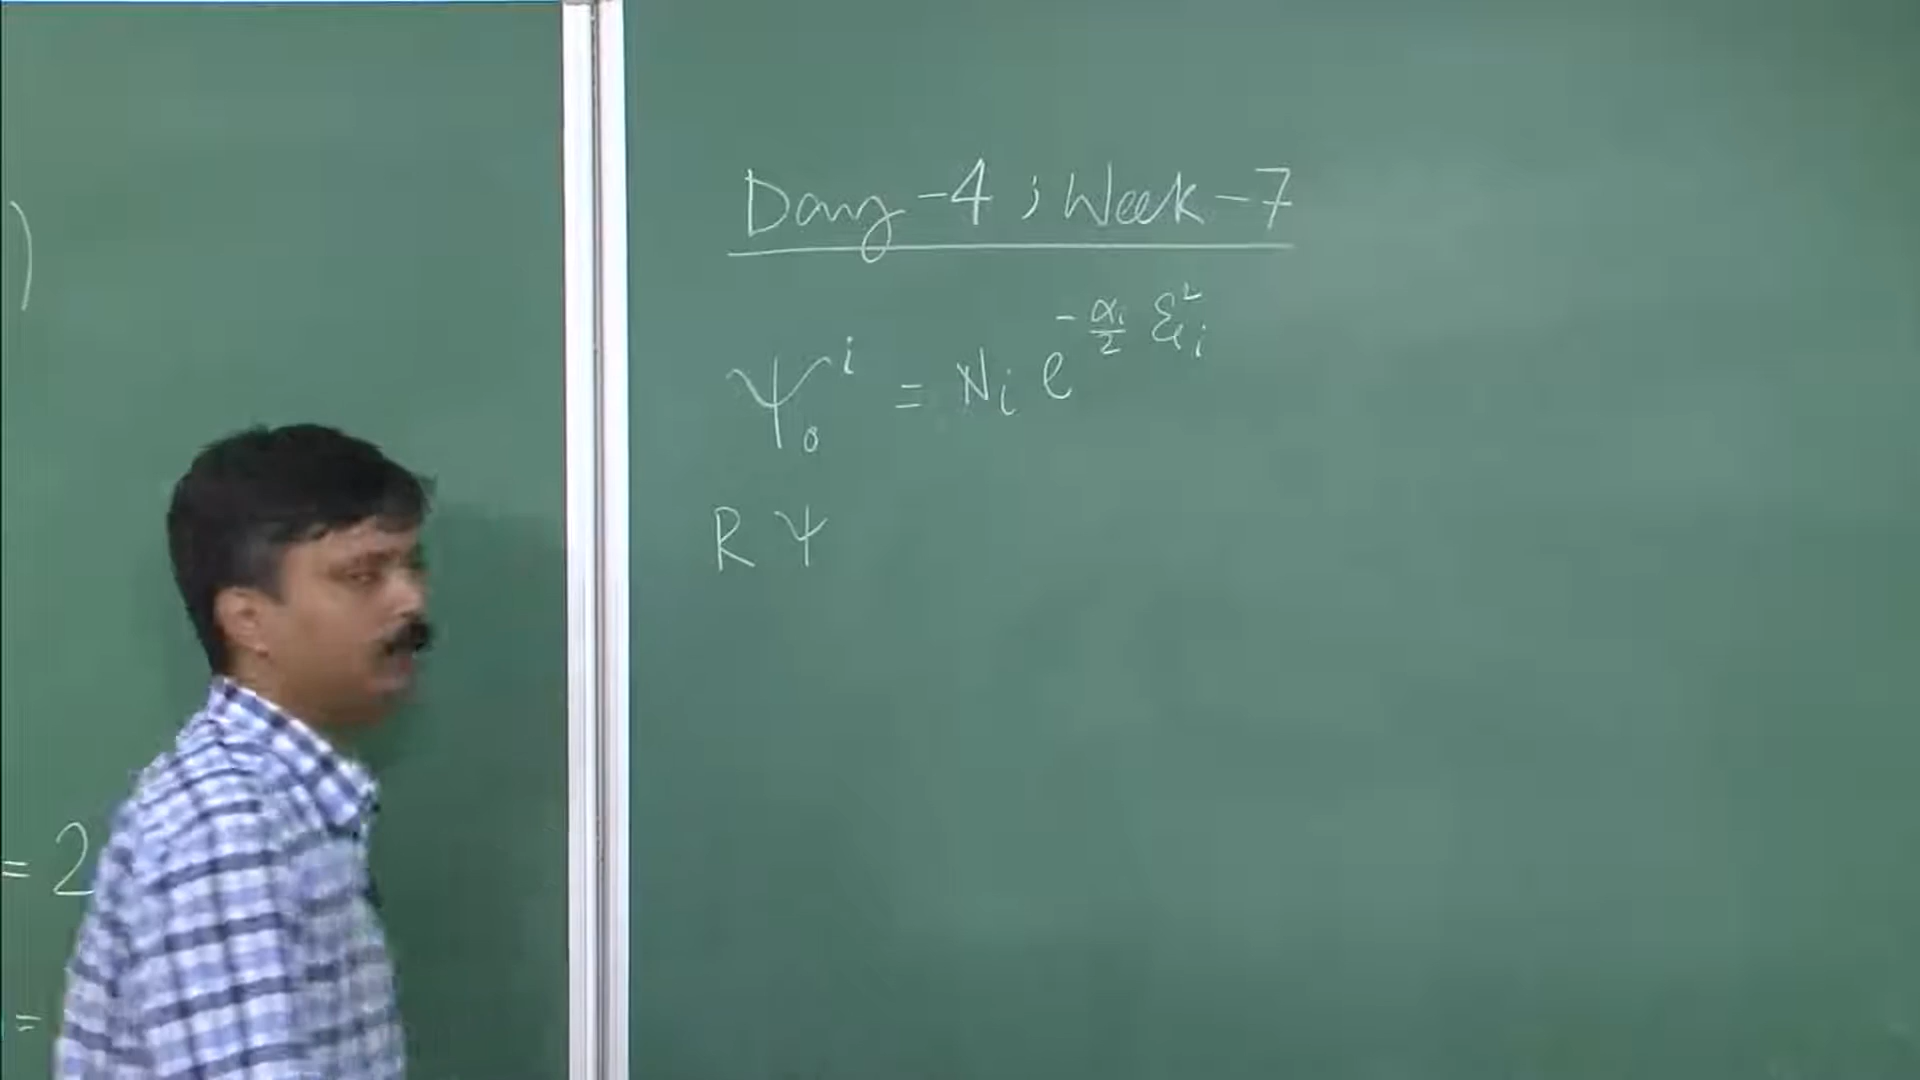 )
= 2
=
Day-4 ; Week-7
ψ₀ⁱ = Nᵢ e^{-αᵢ/2 ξᵢ²}
R ψ